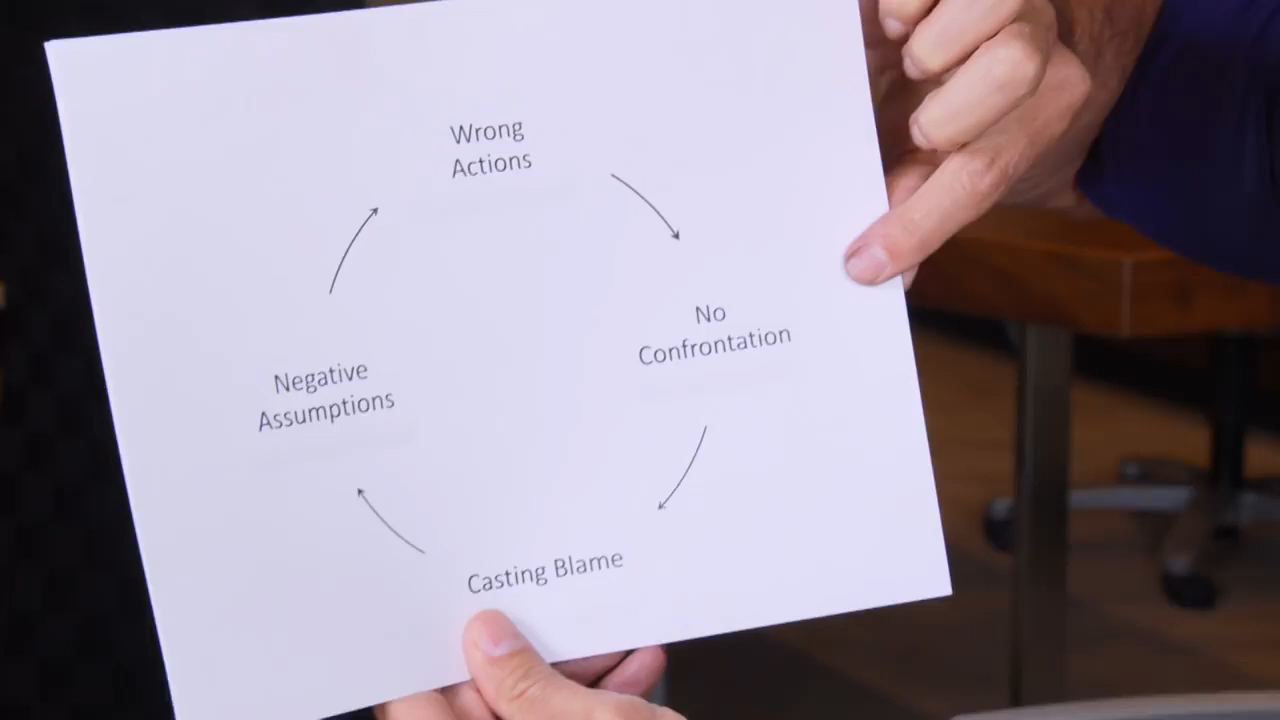 Wrong
Actions
No
Confrontation
Casting Blame
Negative
Assumptions